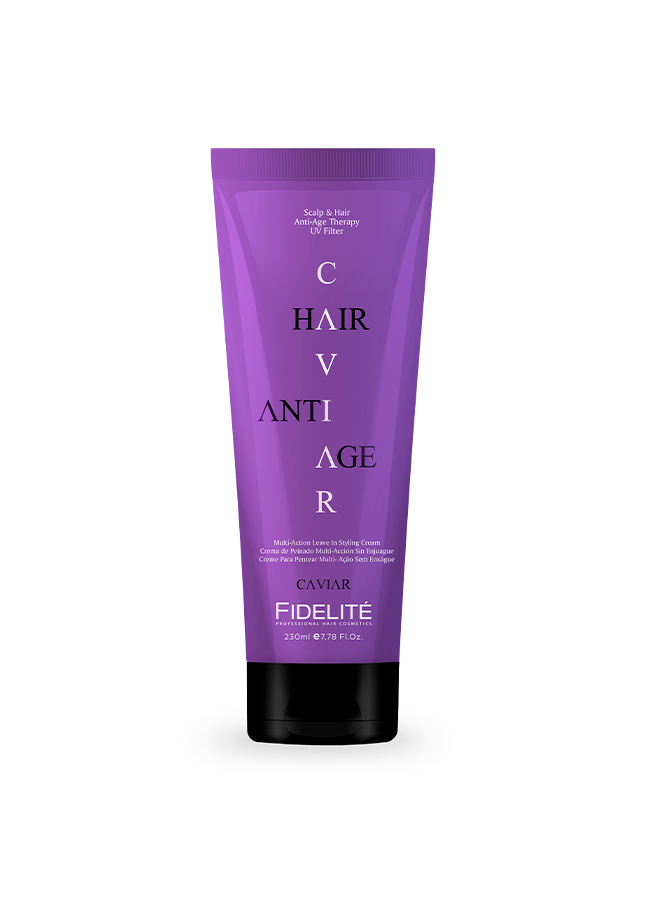 Scalp & Hair
Anti-Age Therapy
UV Filter
C
HΛIR
V
ΛNTI
ΛGE
R
Multi-Action Leave In Styling Cream
Crema de Peinado Multi-Acción Sin Enjuague
Creme Para Pentear Multi- Ação Sem Enxágue
CΛVIΛR
FIDELITÉ
PROFESSIONAL HAIR COSMETICS
230ml e 7,78 Fl.Oz.